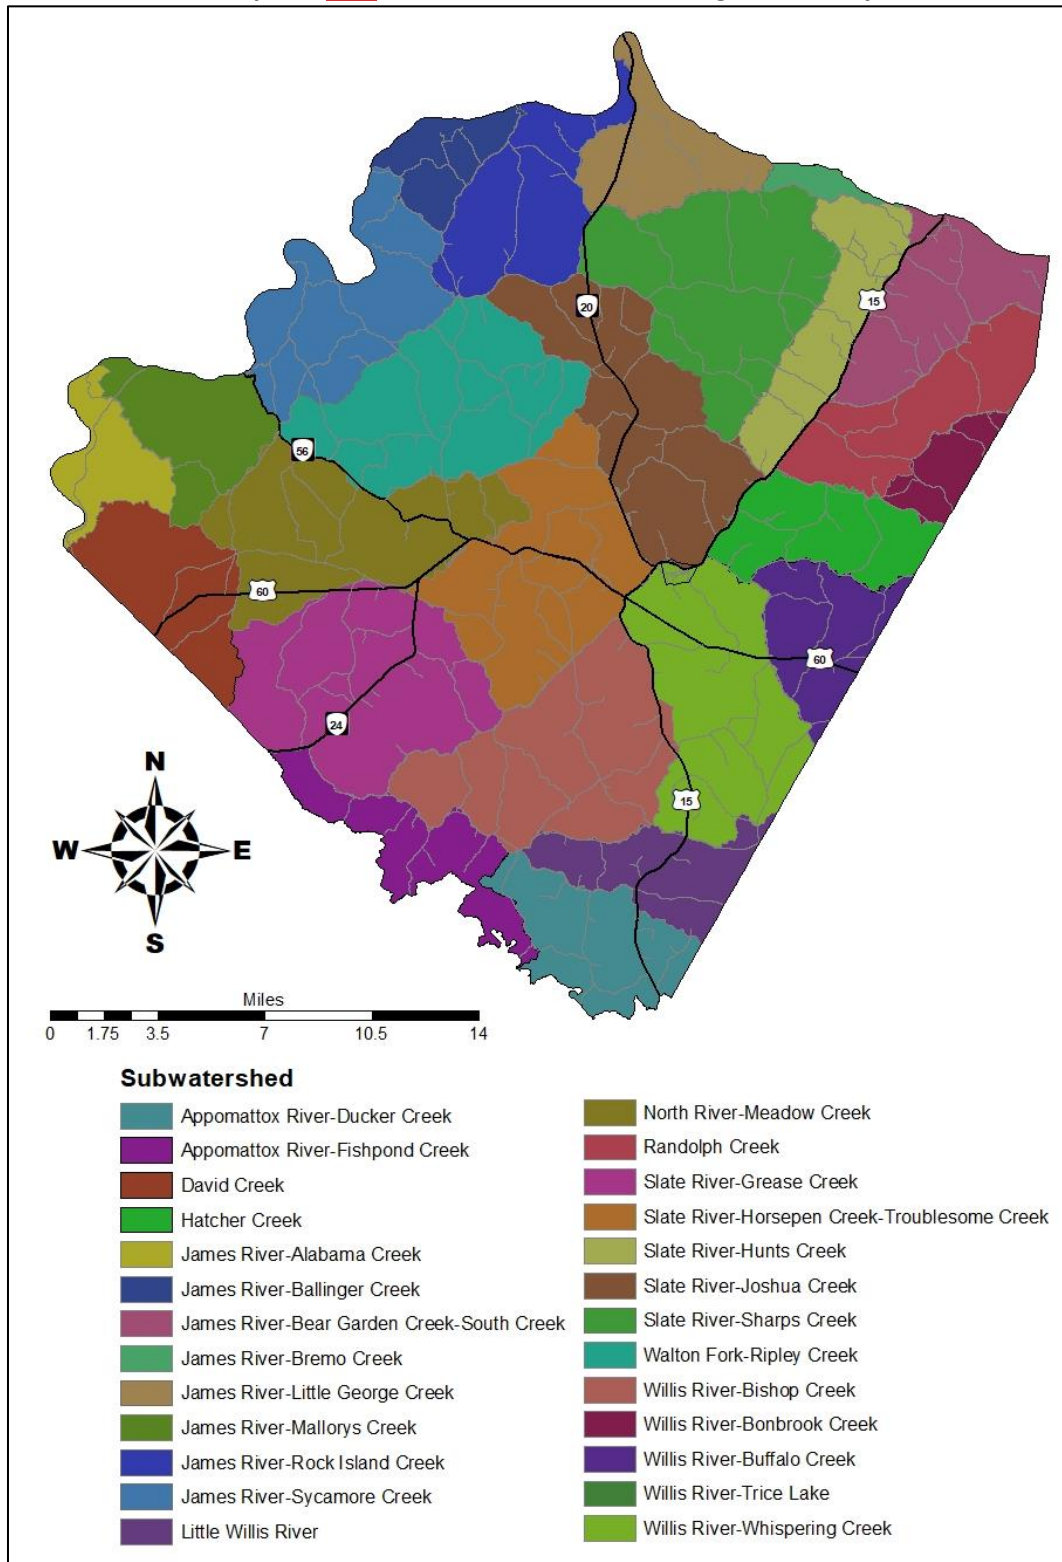 20
15
56
60
60
24
15
N
W E
S
Miles
0 1.75 3.5 7 10.5 14
Subwatershed
Appomattox River-Ducker Creek
Appomattox River-Fishpond Creek
David Creek
Hatcher Creek
James River-Alabama Creek
James River-Ballinger Creek
James River-Bear Garden Creek-South Creek
James River-Bremo Creek
James River-Little George Creek
James River-Mallorys Creek
James River-Rock Island Creek
James River-Sycamore Creek
Little Willis River
North River-Meadow Creek
Randolph Creek
Slate River-Grease Creek
Slate River-Horsepen Creek-Troublesome Creek
Slate River-Hunts Creek
Slate River-Joshua Creek
Slate River-Sharps Creek
Walton Fork-Ripley Creek
Willis River-Bishop Creek
Willis River-Bonbrook Creek
Willis River-Buffalo Creek
Willis River-Trice Lake
Willis River-Whispering Creek